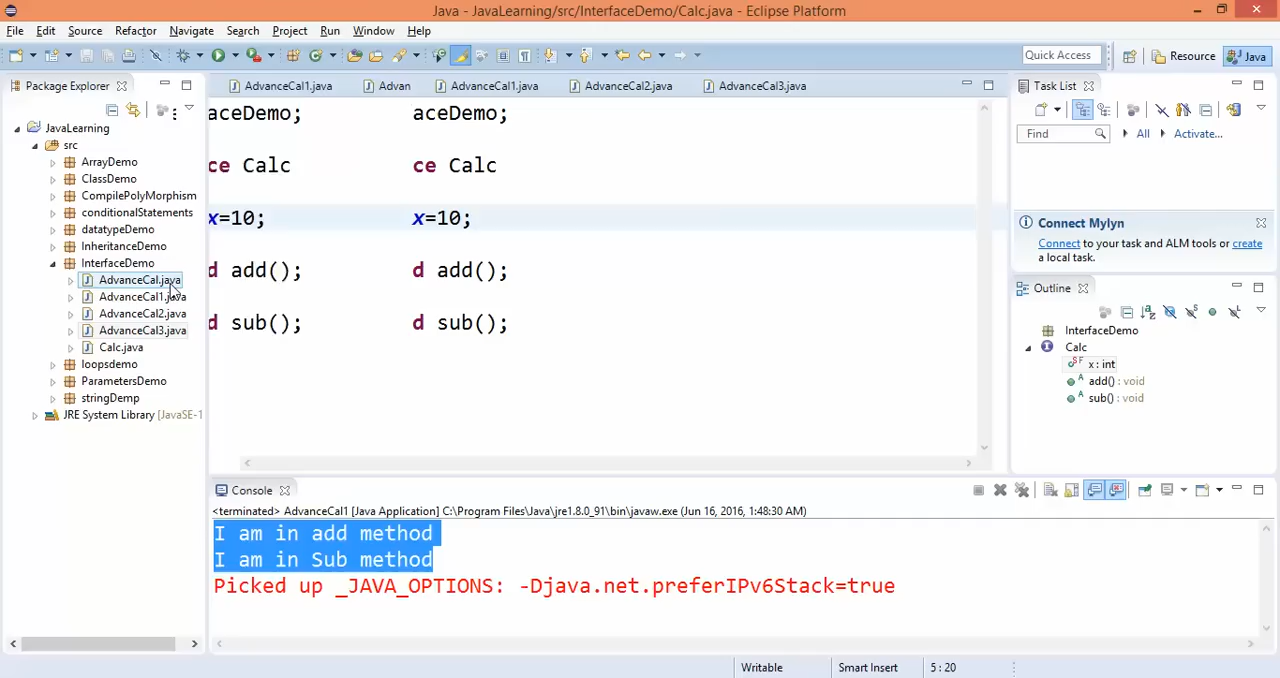 Java - JavaLearning/src/InterfaceDemo/Calc.java - Eclipse Platform
File Edit Source Refactor Navigate Search Project Run Window Help
Quick Access
Resource
Java
Package Explorer
AdvanceCal1.java
Advan
AdvanceCal1.java
AdvanceCal2.java
AdvanceCal3.java
Task List
Find
All
Activate...
JavaLearning
src
ArrayDemo
ClassDemo
CompilePolyMorphism
conditionalStatements
datatypeDemo
InheritanceDemo
InterfaceDemo
AdvanceCal.java
AdvanceCal1.java
AdvanceCal2.java
AdvanceCal3.java
Calc.java
loopsdemo
ParametersDemo
stringDemp
JRE System Library [JavaSE-1
aceDemo; aceDemo;
ce Calc ce Calc
x=10; x=10;
d add(); d add();
d sub(); d sub();
Connect Mylyn
Connect to your task and ALM tools or create
a local task.
Outline
InterfaceDemo
Calc
x : int
add() : void
sub() : void
Console
<terminated> AdvanceCal1 [Java Application] C:\Program Files\Java\jre1.8.0_91\bin\javaw.exe (Jun 16, 2016, 1:48:30 AM)
I am in add method
I am in Sub method
Picked up _JAVA_OPTIONS: -Djava.net.preferIPv6Stack=true
Writable
Smart Insert
5 : 20